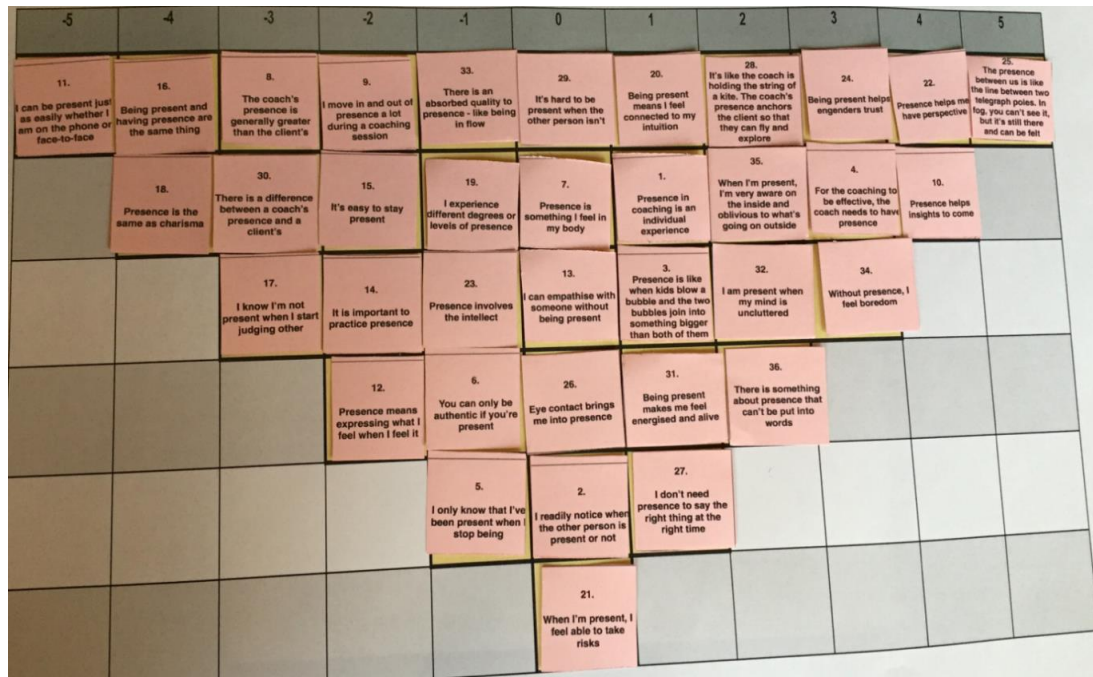 -5 -4 -3 -2 -1 0 1 2 3 4 5
11.
I can be present just
as easily whether I
am on the phone or
face-to-face
16.
Being present and
having presence are
the same thing
8.
The coach's
presence is
generally greater
than the client's
9.
I move in and out of
presence a lot
during a coaching
session
33.
There is an
absorbed quality to
presence - like being
in flow
29.
It's hard to be
present when the
other person isn't
20.
Being present
means I feel
connected to my
intuition
28.
It's like the coach is
holding the string of
a kite. The coach's
presence anchors
the client so that
they can fly and
explore
24.
Being present helps
engenders trust
22.
Presence helps me
have perspective
25.
The presence
between us is like
the line between two
telegraph poles. In
fog, you can't see it,
but it's still there
and can be felt
18.
Presence is the
same as charisma
30.
There is a difference
between a coach's
presence and a
client's
15.
It's easy to stay
present
19.
I experience
different degrees or
levels of presence
7.
Presence is
something I feel in
my body
1.
Presence in
coaching is an
individual
experience
35.
When I'm present,
I'm very aware on
the inside and
oblivious to what's
going on outside
4.
For the coaching to
be effective, the
coach needs to have
presence
10.
Presence helps
insights to come
17.
I know I'm not
present when I start
judging other
14.
It is important to
practice presence
23.
Presence involves
the intellect
13.
I can empathise with
someone without
being present
3.
Presence is like
when kids blow a
bubble and the two
bubbles join into
something bigger
than both of them
32.
I am present when
my mind is
uncluttered
34.
Without presence, I
feel boredom
12.
Presence means
expressing what I
feel when I feel it
6.
You can only be
authentic if you're
present
26.
Eye contact brings
me into presence
31.
Being present
makes me feel
energised and alive
36.
There is something
about presence that
can't be put into
words
5.
I only know that I've
been present when I
stop being
2.
I readily notice when
the other person is
present or not
27.
I don't need
presence to say the
right thing at the
right time
21.
When I'm present, I
feel able to take
risks